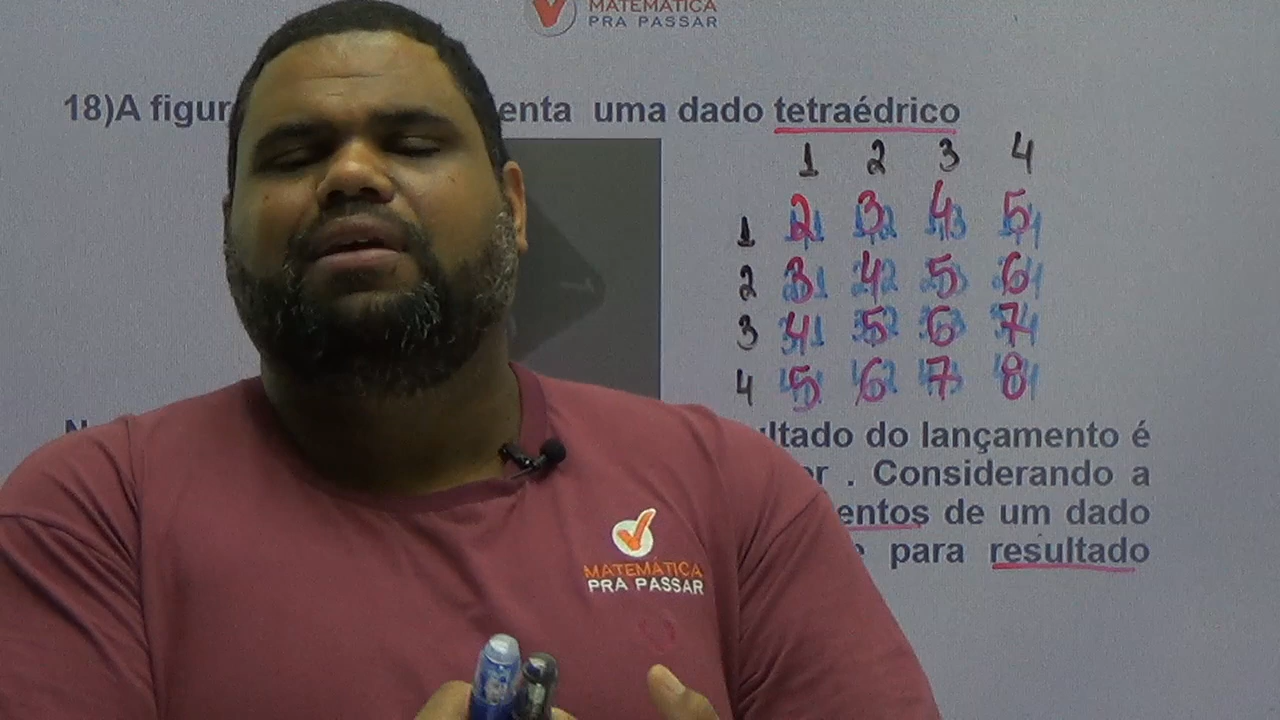 MATEMÁTICA
PRA PASSAR
18)A figur enta uma dado tetraédrico
1 2 3 4
1 2 3 4 5
2 3 4 5 6
3 4 5 6 7
4 5 6 7 8
ultado do lançamento é
or . Considerando a
entos de um dado
para resultado
MATEMÁTICA
PRA PASSAR